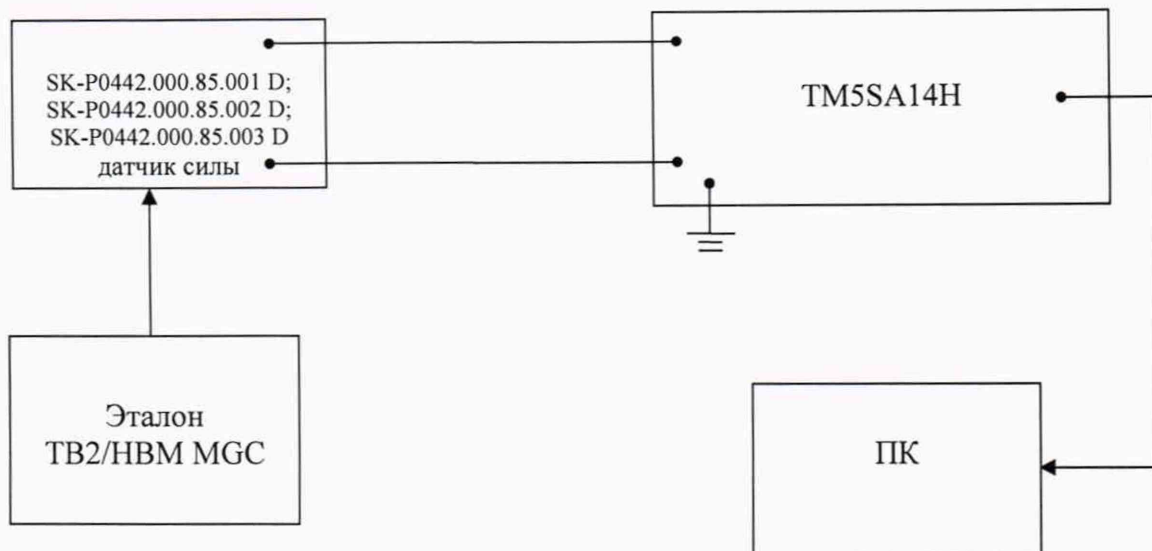 SK-P0442.000.85.001 D;
SK-P0442.000.85.002 D;
SK-P0442.000.85.003 D
датчик силы
TM5SA14H
Эталон
TB2/HBM MGC
ПК